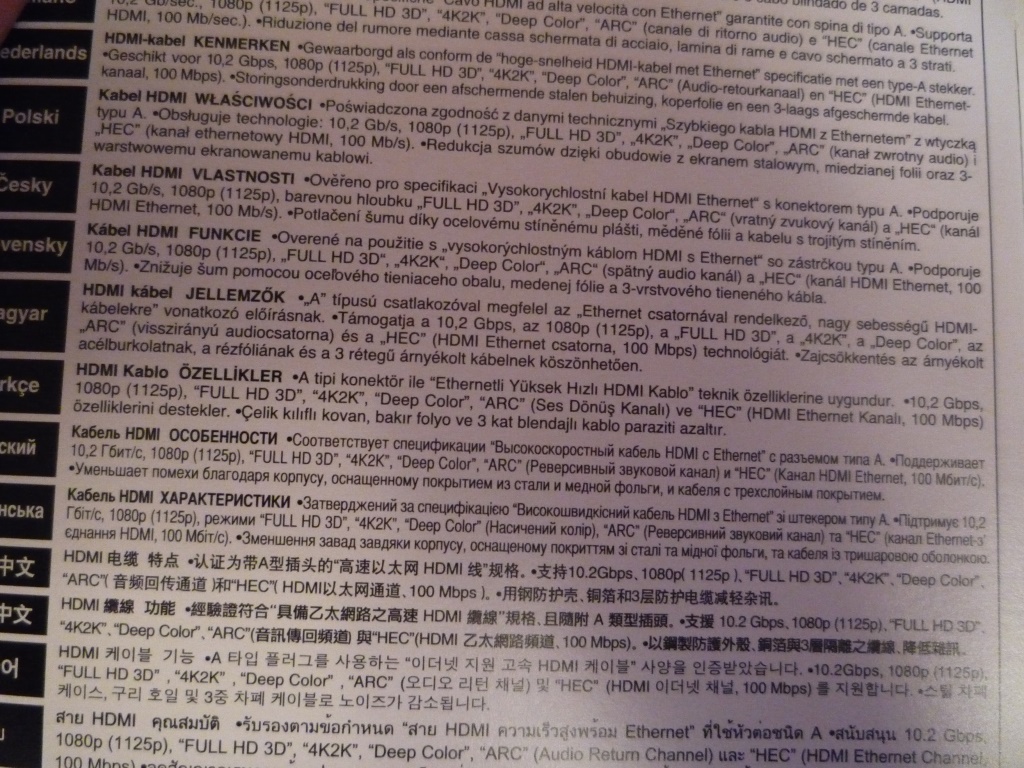 10,2 Gb/sec., 1080p (1125p), "FULL HD 3D", "4K2K", "Deep Color", "ARC" (canale di ritorno audio) e "HEC" (canale Ethernet
HDMI, 100 Mb/sec.). •Riduzione del rumore mediante cassa schermata di acciaio, lamina di rame e cavo schermato a 3 strati.
ederlands
HDMI-kabel KENMERKEN •Gewaarborgd als conform de "hoge-snelheid HDMI-kabel met Ethernet" specificatie met een type-A stekker.
•Geschikt voor 10,2 Gbps, 1080p (1125p), "FULL HD 3D", "4K2K", "Deep Color", "ARC" (Audio-retourkanaal) en "HEC" (HDMI Ethernet-
kanaal, 100 Mbps). •Storingsonderdrukking door een afschermende stalen behuizing, koperfolie en een 3-laags afgeschermde kabel.
Polski
Kabel HDMI WŁAŚCIWOŚCI •Poświadczona zgodność z danymi technicznymi „Szybkiego kabla HDMI z Ethernetem” z wtyczką
typu A. •Obsługuje technologie: 10,2 Gb/s, 1080p (1125p), „FULL HD 3D”, „4K2K”, „Deep Color”, „ARC” (kanał zwrotny audio) i
„HEC” (kanał ethernetowy HDMI, 100 Mb/s). •Redukcja szumów dzięki obudowie z ekranem stalowym, miedzianej folii oraz 3-
warstwowemu ekranowanemu kablowi.
Česky
Kabel HDMI VLASTNOSTI •Ověřeno pro specifikaci „Vysokorychlostní kabel HDMI Ethernet“ s konektorem typu A. •Podporuje
10,2 Gb/s, 1080p (1125p), barevnou hloubku „FULL HD 3D“, „4K2K“, „Deep Color“, „ARC“ (vratný zvukový kanál) a „HEC“ (kanál
HDMI Ethernet, 100 Mb/s). •Potlačení šumu díky ocelovému stíněnému plášti, měděné fólii a kabelu s trojitým stíněním.
vensky
Kábel HDMI FUNKCIE •Overené na použitie s „vysokorýchlostným káblom HDMI s Ethernet“ so zástrčkou typu A. •Podporuje
10,2 Gb/s, 1080p (1125p), „FULL HD 3D“, „4K2K“, „Deep Color“, „ARC“ (spätný audio kanál) a „HEC“ (kanál HDMI Ethernet, 100
Mb/s). •Znižuje šum pomocou oceľového tieniaceho obalu, medenej fólie a 3-vrstvového tieneného kábla.
agyar
HDMI kábel JELLEMZŐK •„A” típusú csatlakozóval megfelel az „Ethernet csatornával rendelkező, nagy sebességű HDMI-
kábelekre” vonatkozó előírásnak. •Támogatja a 10,2 Gbps, az 1080p (1125p), a „FULL HD 3D”, a „4K2K”, a „Deep Color”, az
„ARC” (visszirányú audiocsatorna) és a „HEC” (HDMI Ethernet csatorna, 100 Mbps) technológiát. •Zajcsökkentés az árnyékolt
acélburkolatnak, a rézfóliának és a 3 rétegű árnyékolt kábelnek köszönhetően.
rkçe
HDMI Kablo ÖZELLİKLER •A tipi konektör ile "Ethernetli Yüksek Hızlı HDMI Kablo" teknik özelliklerine uygundur. •10,2 Gbps,
1080p (1125p), "FULL HD 3D", "4K2K", "Deep Color", "ARC" (Ses Dönüş Kanalı) ve "HEC" (HDMI Ethernet Kanalı, 100 Mbps)
özelliklerini destekler. •Çelik kılıflı kovan, bakır folyo ve 3 kat blendajlı kablo paraziti azaltır.
ский
Кабель HDMI ОСОБЕННОСТИ •Соответствует спецификации "Высокоскоростный кабель HDMI с Ethernet" с разъемом типа A. •Поддерживает
10,2 Гбит/с, 1080p (1125p), "FULL HD 3D", "4K2K", "Deep Color", "ARC" (Реверсивный звуковой канал) и "HEC" (Канал HDMI Ethernet, 100 Мбит/с).
•Уменьшает помехи благодаря корпусу, оснащенному покрытием из стали и медной фольги, и кабеля с трехслойным покрытием.
нська
Кабель HDMI ХАРАКТЕРИСТИКИ •Затверджений за специфікацією "Високошвидкісний кабель HDMI з Ethernet" зі штекером типу A. •Підтримує 10,2
Гбіт/с, 1080p (1125p), режими "FULL HD 3D", "4K2K", "Deep Color" (Насичений колір), "ARC" (Реверсивний звуковий канал) та "HEC" (канал Ethernet-з'
єднання HDMI, 100 Мбіт/с). •Зменшення завад завдяки корпусу, оснащеному покриттям зі сталі та мідної фольги, та кабеля із тришаровою оболонкою.
中文
HDMI电缆 特点 •认证为带A型插头的"高速以太网 HDMI 线"规格。•支持10.2Gbps、1080p( 1125p )、"FULL HD 3D"、"4K2K"、"Deep Color"、
"ARC"( 音频回传通道 )和"HEC"( HDMI以太网通道、100 Mbps )。•用钢防护壳、铜箔和3层防护电缆减轻杂讯。
中文
HDMI 纜線 功能 •經驗證符合"具備乙太網路之高速 HDMI 纜線"規格、且隨附 A 類型插頭。•支援 10.2 Gbps、1080p (1125p)、"FULL HD 3D"、
"4K2K"、"Deep Color"、"ARC"(音訊傳回頻道) 與"HEC"(HDMI 乙太網路頻道、100 Mbps)。•以鋼製防護外殼、銅箔與3層隔離之纜線、降低雜訊。
어
HDMI 케이블 기능 •A 타입 플러그를 사용하는 "이더넷 지원 고속 HDMI 케이블" 사양을 인증받았습니다. •10.2Gbps, 1080p (1125p),
"FULL HD 3D" , "4K2K" , "Deep Color" , "ARC" (오디오 리턴 채널) 및 "HEC" (HDMI 이더넷 채널, 100 Mbps) 를 지원합니다. •스틸 차폐
케이스, 구리 호일 및 3중 차폐 케이블로 노이즈가 감소됩니다.
สาย HDMI คุณสมบัติ •รับรองตามข้อกำหนด "สาย HDMI ความเร็วสูงพร้อม Ethernet" ที่ใช้หัวต่อชนิด A •สนับสนุน 10.2 Gbps,
1080p (1125p), "FULL HD 3D", "4K2K", "Deep Color", "ARC" (Audio Return Channel) และ "HEC" (HDMI Ethernet Channel,
100 Mbps)